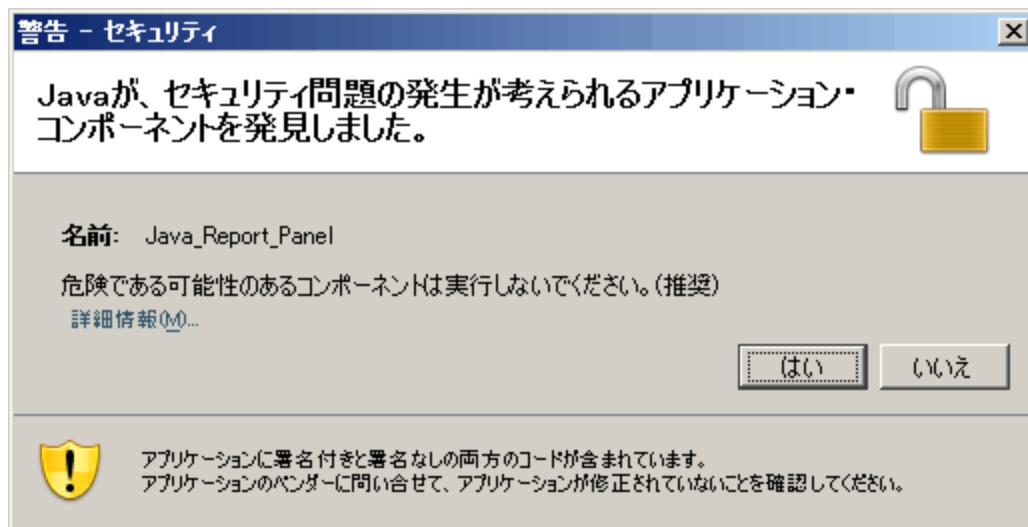 警告 - セキュリティ
Javaが、セキュリティ問題の発生が考えられるアプリケーション・
コンポーネントを発見しました。
名前: Java_Report_Panel
危険である可能性のあるコンポーネントは実行しないでください。(推奨)
詳細情報(M)...
はい いいえ
アプリケーションに署名付きと署名なしの両方のコードが含まれています。
アプリケーションのベンダーに問い合せて、アプリケーションが修正されていないことを確認してください。